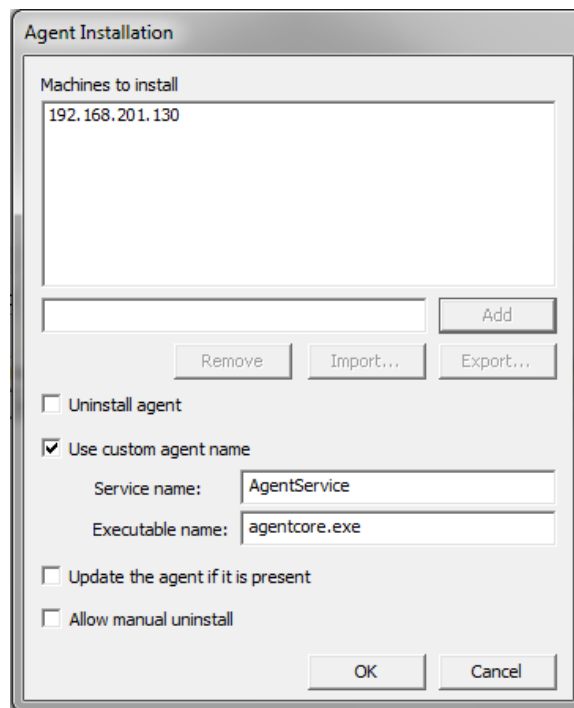 Agent Installation
Machines to install
192.168.201.130
Add
Remove Import... Export...
Uninstall agent
Use custom agent name
Service name: AgentService
Executable name: agentcore.exe
Update the agent if it is present
Allow manual uninstall
OK Cancel